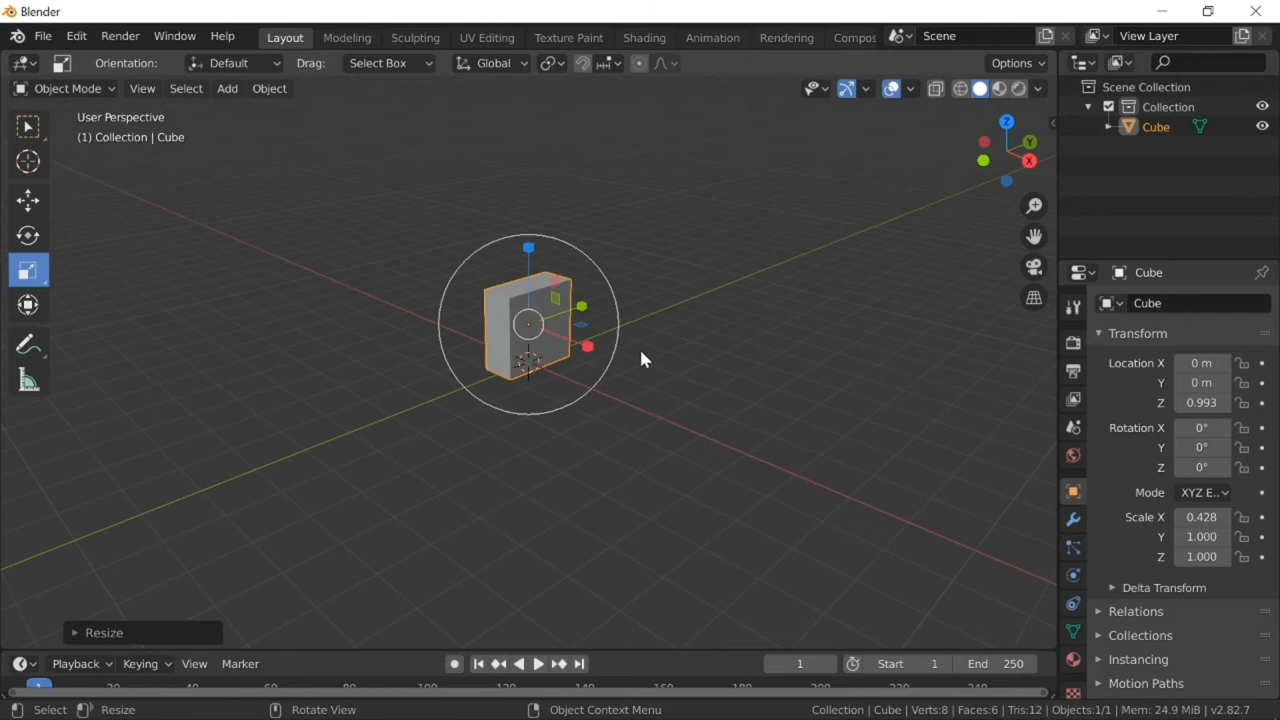 Blender
File Edit Render Window Help Layout Modeling Sculpting UV Editing Texture Paint Shading Animation Rendering Compos Scene View Layer
Orientation: Default Drag: Select Box Global Options
Object Mode View Select Add Object
Scene Collection
Collection
Cube
User Perspective
(1) Collection | Cube
Z
Y
X
Cube
Cube
Transform
Location X 0 m
Y 0 m
Z 0.993
Rotation X 0°
Y 0°
Z 0°
Mode XYZ E..
Scale X 0.428
Y 1.000
Z 1.000
Delta Transform
Relations
Collections
Instancing
Motion Paths
Resize
Playback Keying View Marker 1 Start 1 End 250
1
Select Resize Rotate View Object Context Menu Collection | Cube | Verts:8 | Faces:6 | Tris:12 | Objects:1/1 | Mem: 24.9 MiB | v2.82.7